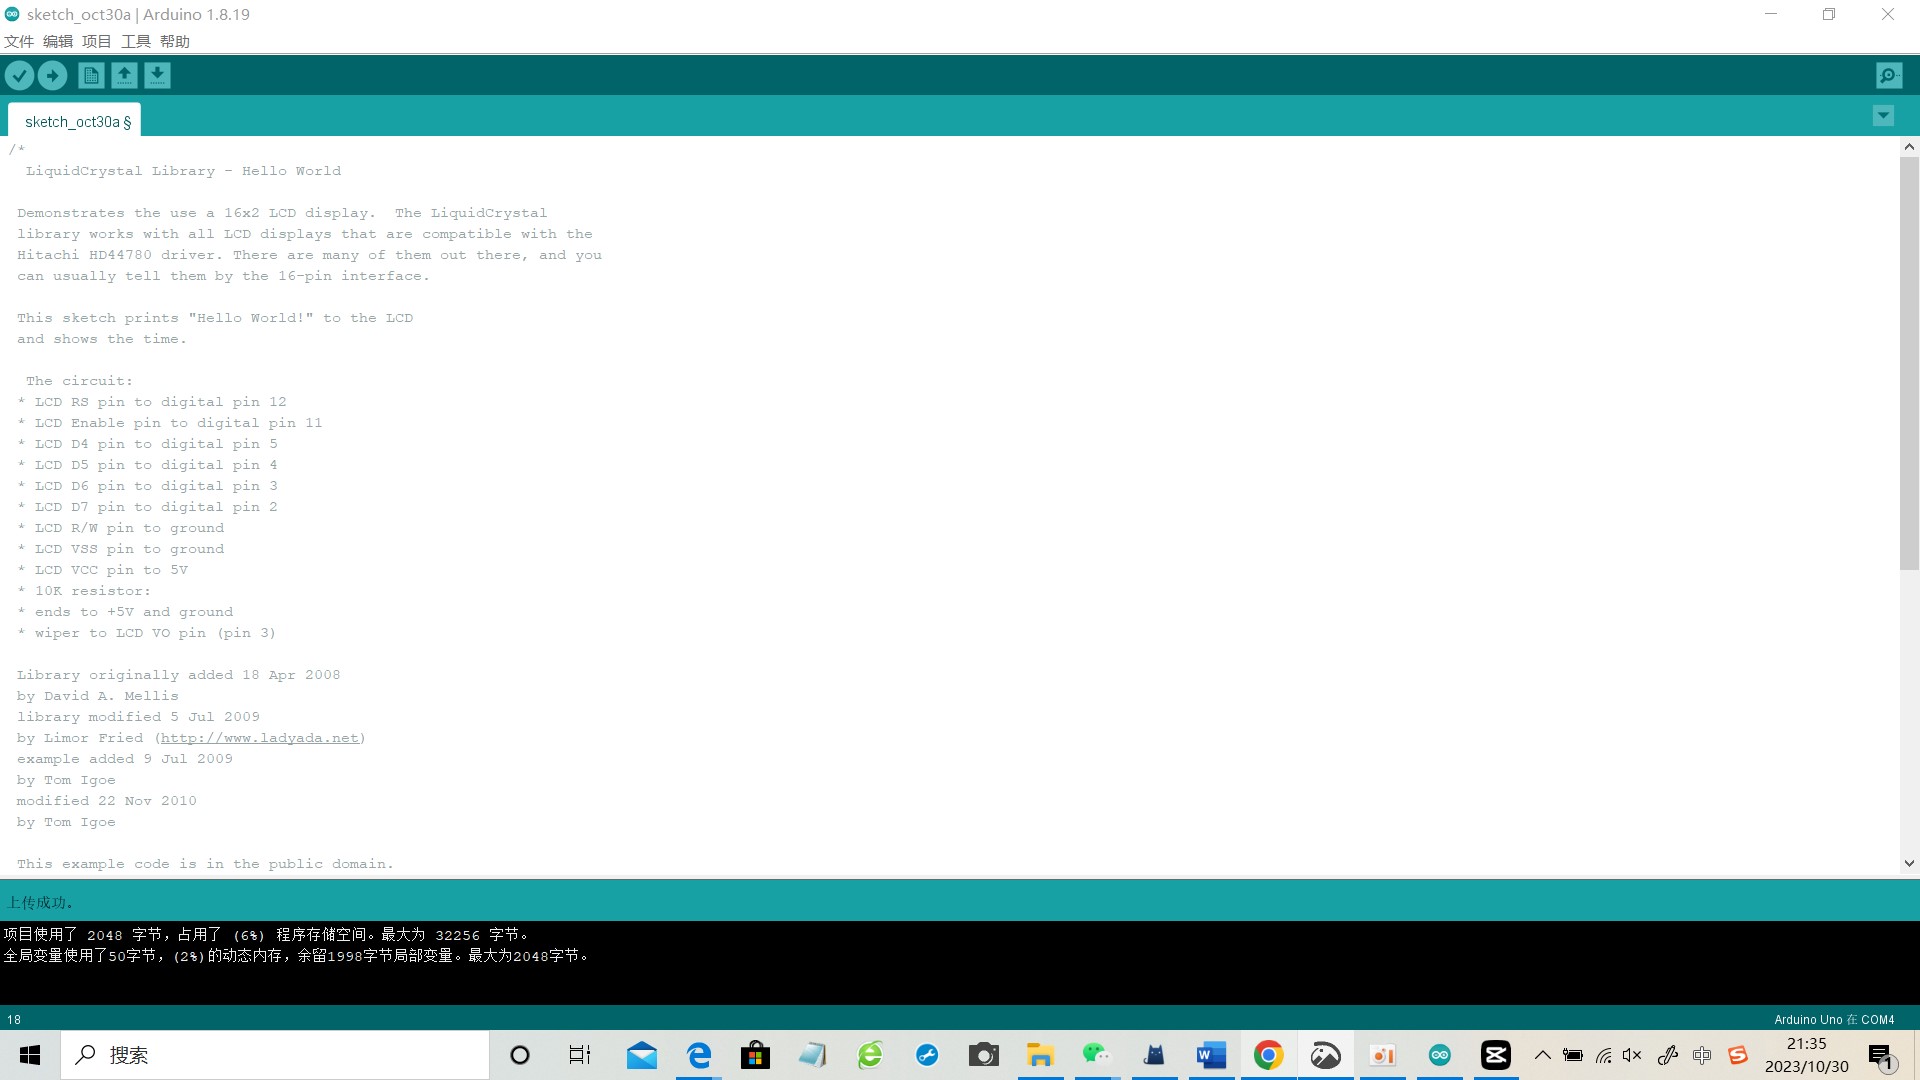 sketch_oct30a | Arduino 1.8.19
文件 编辑 项目 工具 帮助
sketch_oct30a §
/*
LiquidCrystal Library - Hello World
Demonstrates the use a 16x2 LCD display.  The LiquidCrystal
library works with all LCD displays that are compatible with the
Hitachi HD44780 driver. There are many of them out there, and you
can usually tell them by the 16-pin interface.
This sketch prints "Hello World!" to the LCD
and shows the time.
The circuit:
* LCD RS pin to digital pin 12
* LCD Enable pin to digital pin 11
* LCD D4 pin to digital pin 5
* LCD D5 pin to digital pin 4
* LCD D6 pin to digital pin 3
* LCD D7 pin to digital pin 2
* LCD R/W pin to ground
* LCD VSS pin to ground
* LCD VCC pin to 5V
* 10K resistor:
* ends to +5V and ground
* wiper to LCD VO pin (pin 3)
Library originally added 18 Apr 2008
by David A. Mellis
library modified 5 Jul 2009
by Limor Fried (http://www.ladyada.net)
example added 9 Jul 2009
by Tom Igoe
modified 22 Nov 2010
by Tom Igoe
This example code is in the public domain.
上传成功。
项目使用了 2048 字节，占用了 (6%) 程序存储空间。最大为 32256 字节。
全局变量使用了50字节，(2%)的动态内存，余留1998字节局部变量。最大为2048字节。
18
Arduino Uno 在 COM4
搜索
中
21:35
2023/10/30
1